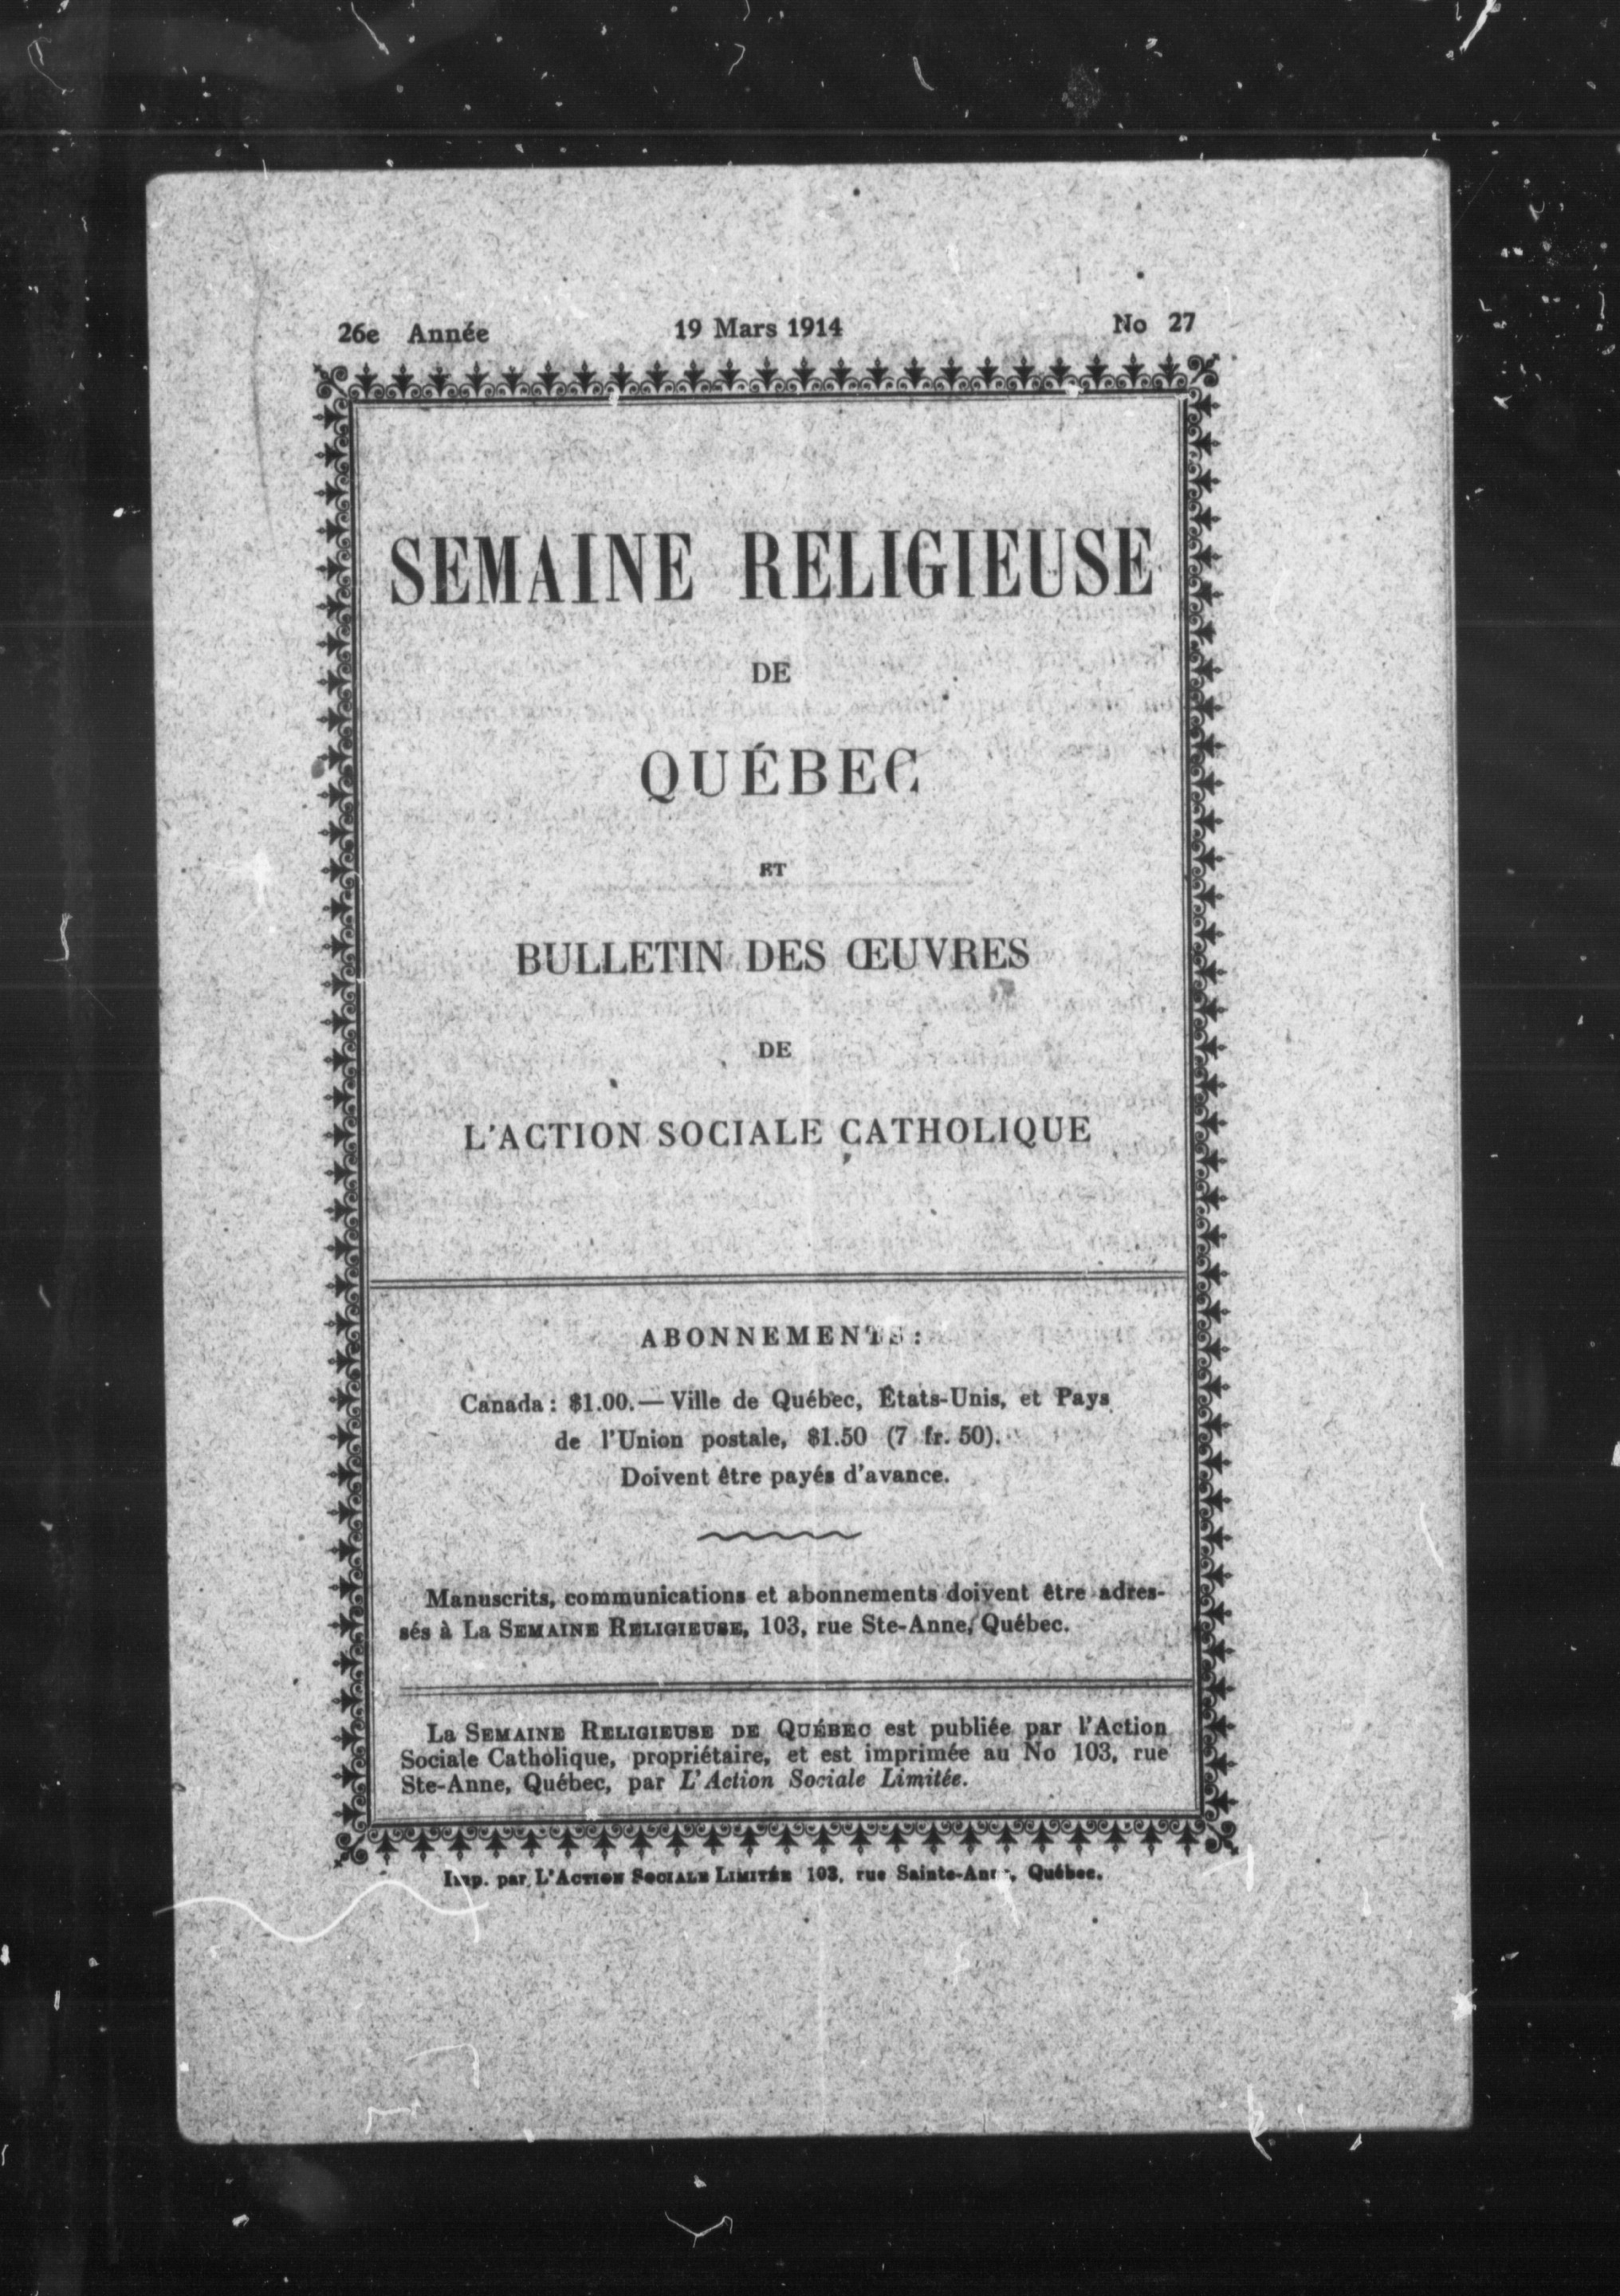 26e Année 19 Mars 1914 No 27
SEMAINE RELIGIEUSE
DE
QUÉBEC
ET
BULLETIN DES ŒUVRES
DE
L'ACTION SOCIALE CATHOLIQUE
ABONNEMENTS:
Canada: $1.00.—Ville de Québec, États-Unis, et Pays
de l'Union postale, $1.50 (7 fr. 50).
Doivent être payés d'avance.
Manuscrits, communications et abonnements doivent être adres-
sés à La SEMAINE RELIGIEUSE, 103, rue Ste-Anne, Québec.
La SEMAINE RELIGIEUSE DE QUÉBEC est publiée par l'Action
Sociale Catholique, propriétaire, et est imprimée au No 103, rue
Ste-Anne, Québec, par L'Action Sociale Limitée.
Imp. par L'ACTION SOCIALE LIMITÉE 103, rue Sainte-Anne, Québec.